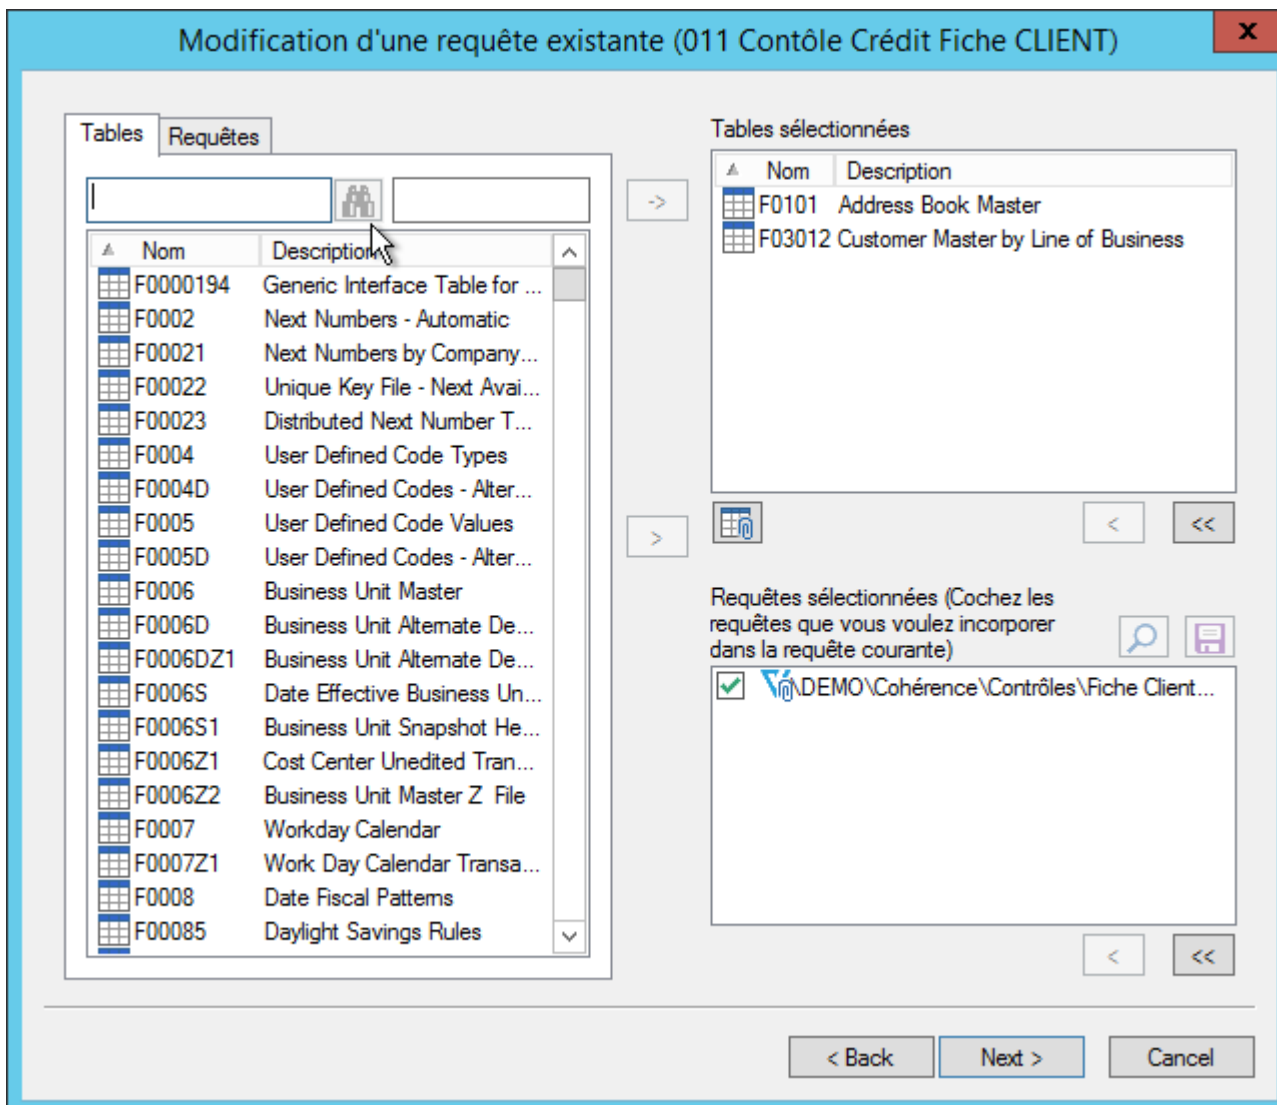 Modification d'une requête existante (011 Contôle Crédit Fiche CLIENT)
x
Tables Requêtes
Nom Description
F0000194 Generic Interface Table for ...
F0002 Next Numbers - Automatic
F00021 Next Numbers by Company...
F00022 Unique Key File - Next Avai...
F00023 Distributed Next Number T...
F0004 User Defined Code Types
F0004D User Defined Codes - Alter...
F0005 User Defined Code Values
F0005D User Defined Codes - Alter...
F0006 Business Unit Master
F0006D Business Unit Alternate De...
F0006DZ1 Business Unit Alternate De...
F0006S Date Effective Business Un...
F0006S1 Business Unit Snapshot He...
F0006Z1 Cost Center Unedited Tran...
F0006Z2 Business Unit Master Z File
F0007 Workday Calendar
F0007Z1 Work Day Calendar Transa...
F0008 Date Fiscal Patterns
F00085 Daylight Savings Rules
->
>
Tables sélectionnées
Nom Description
F0101 Address Book Master
F03012 Customer Master by Line of Business
< <<
Requêtes sélectionnées (Cochez les
requêtes que vous voulez incorporer
dans la requête courante)
\DEMO\Cohérence\Contrôles\Fiche Client...
< <<
< Back Next > Cancel